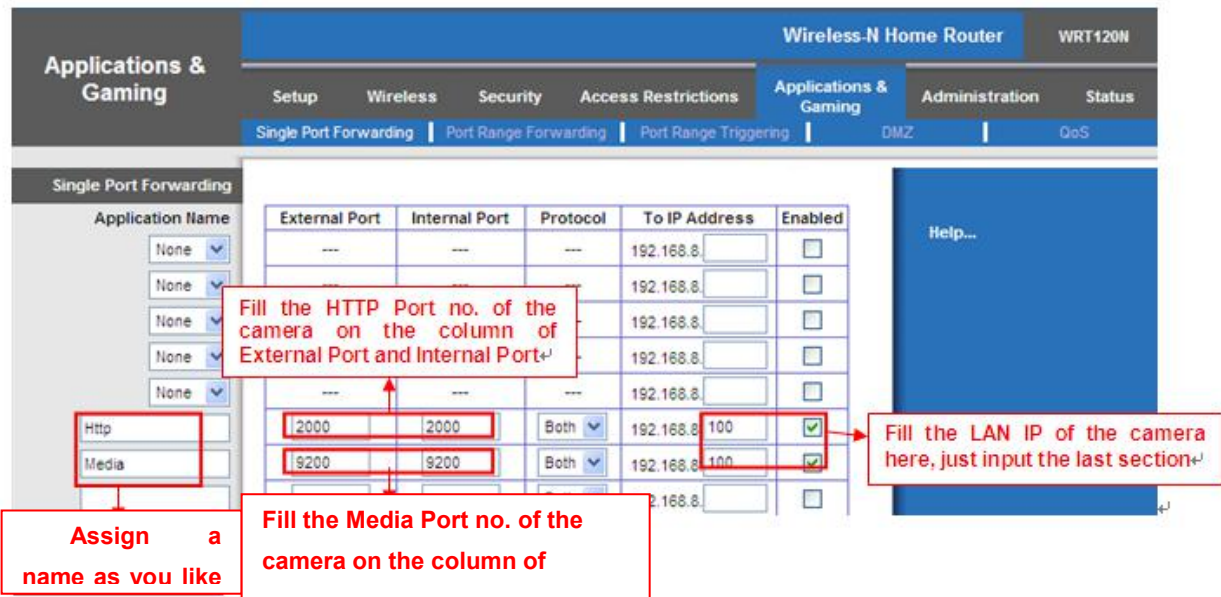 Wireless-N Home Router WRT120N
Applications &
Gaming
Setup Wireless Security Access Restrictions Applications & Gaming Administration Status
Single Port Forwarding Port Range Forwarding Port Range Triggering DMZ QoS
Single Port Forwarding
Application Name External Port Internal Port Protocol To IP Address Enabled
Help...
None --- --- --- 192.168.8.
None 192.168.8.
Fill the HTTP Port no. of the
camera on the column of
External Port and Internal Port↵
None 192.168.8.
None 192.168.8.
None --- --- --- 192.168.8.
Http 2000 2000 Both 192.168.8. 100
Media 9200 9200 Both 192.168.8. 100
Fill the LAN IP of the camera
here, just input the last section↵
2.168.8.
↵
Assign a
name as you like
Fill the Media Port no. of the
camera on the column of